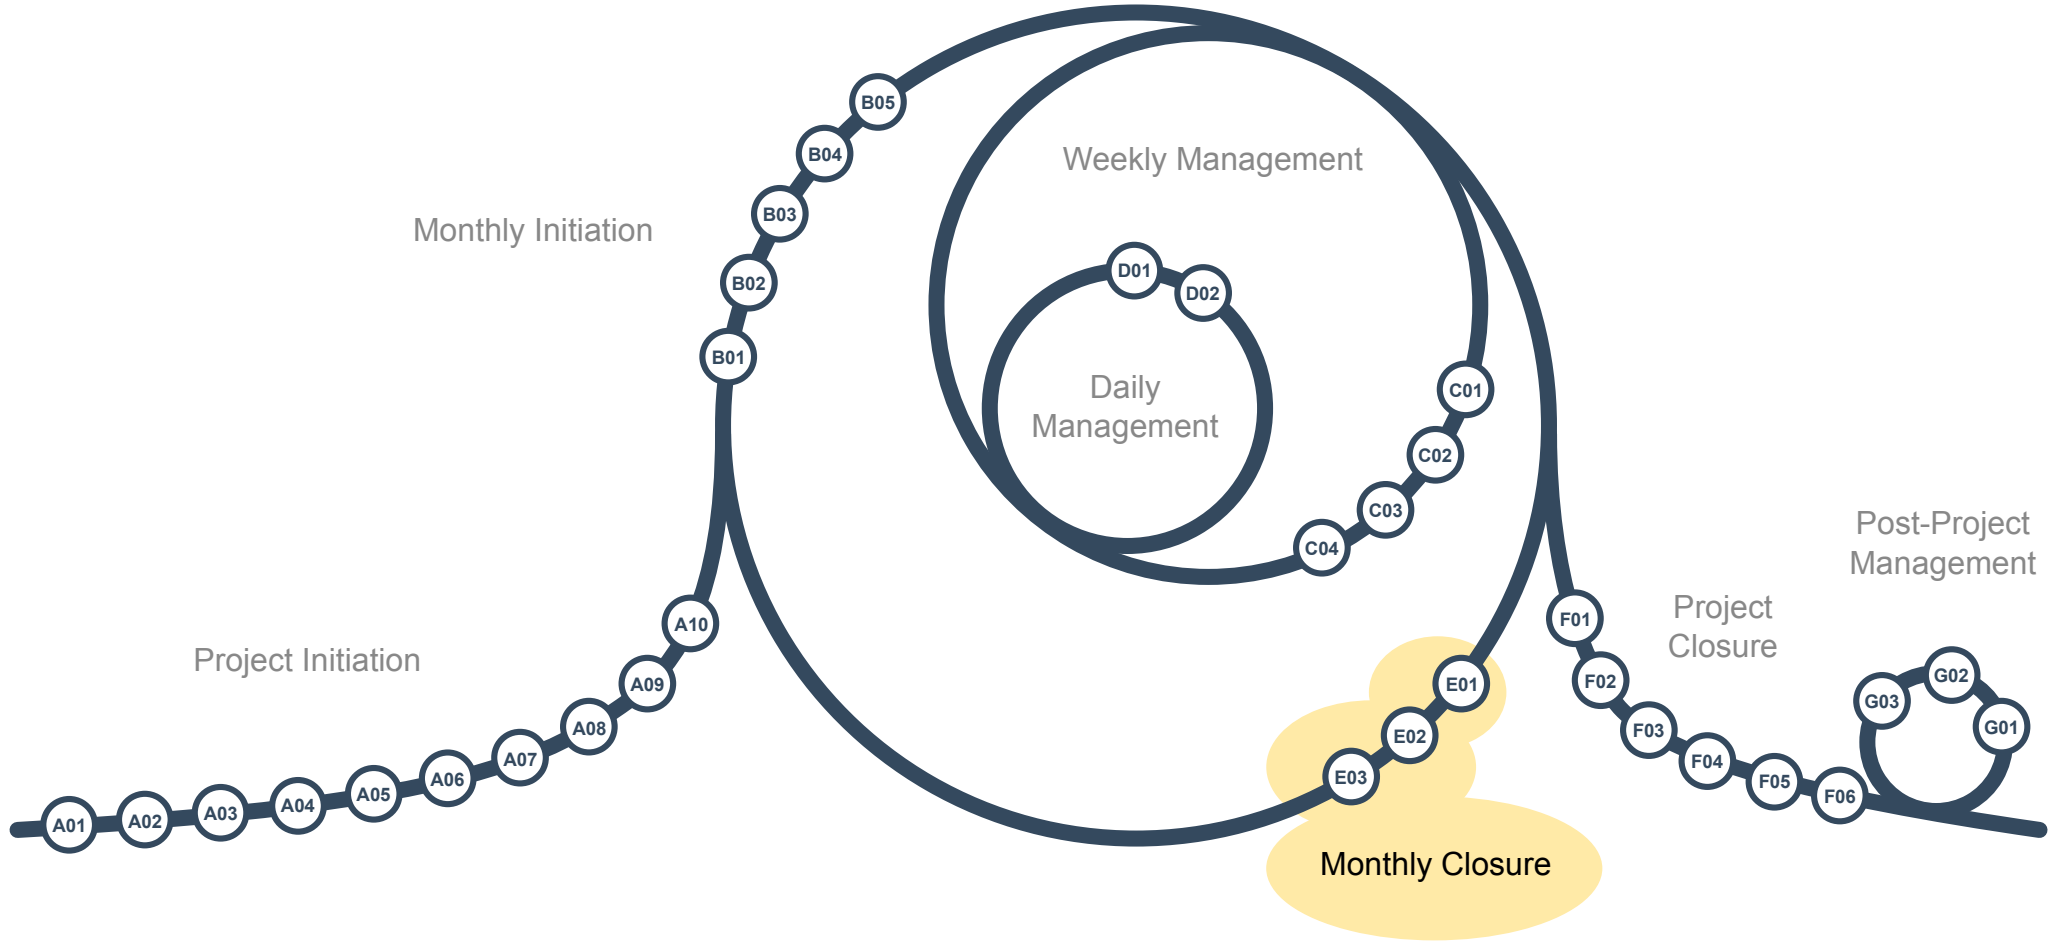 B05
B04
Weekly Management
B03
Monthly Initiation
D01
B02
D02
B01
Daily
Management
C01
C02
C03
Post-Project
Management
C04
Project
Closure
F01
A10
Project Initiation
G02
F02
E01
A09
G03
G01
A08
E02
F03
A07
F04
E03
A06
F05
A05
F06
A04
A03
A02
A01
Monthly Closure